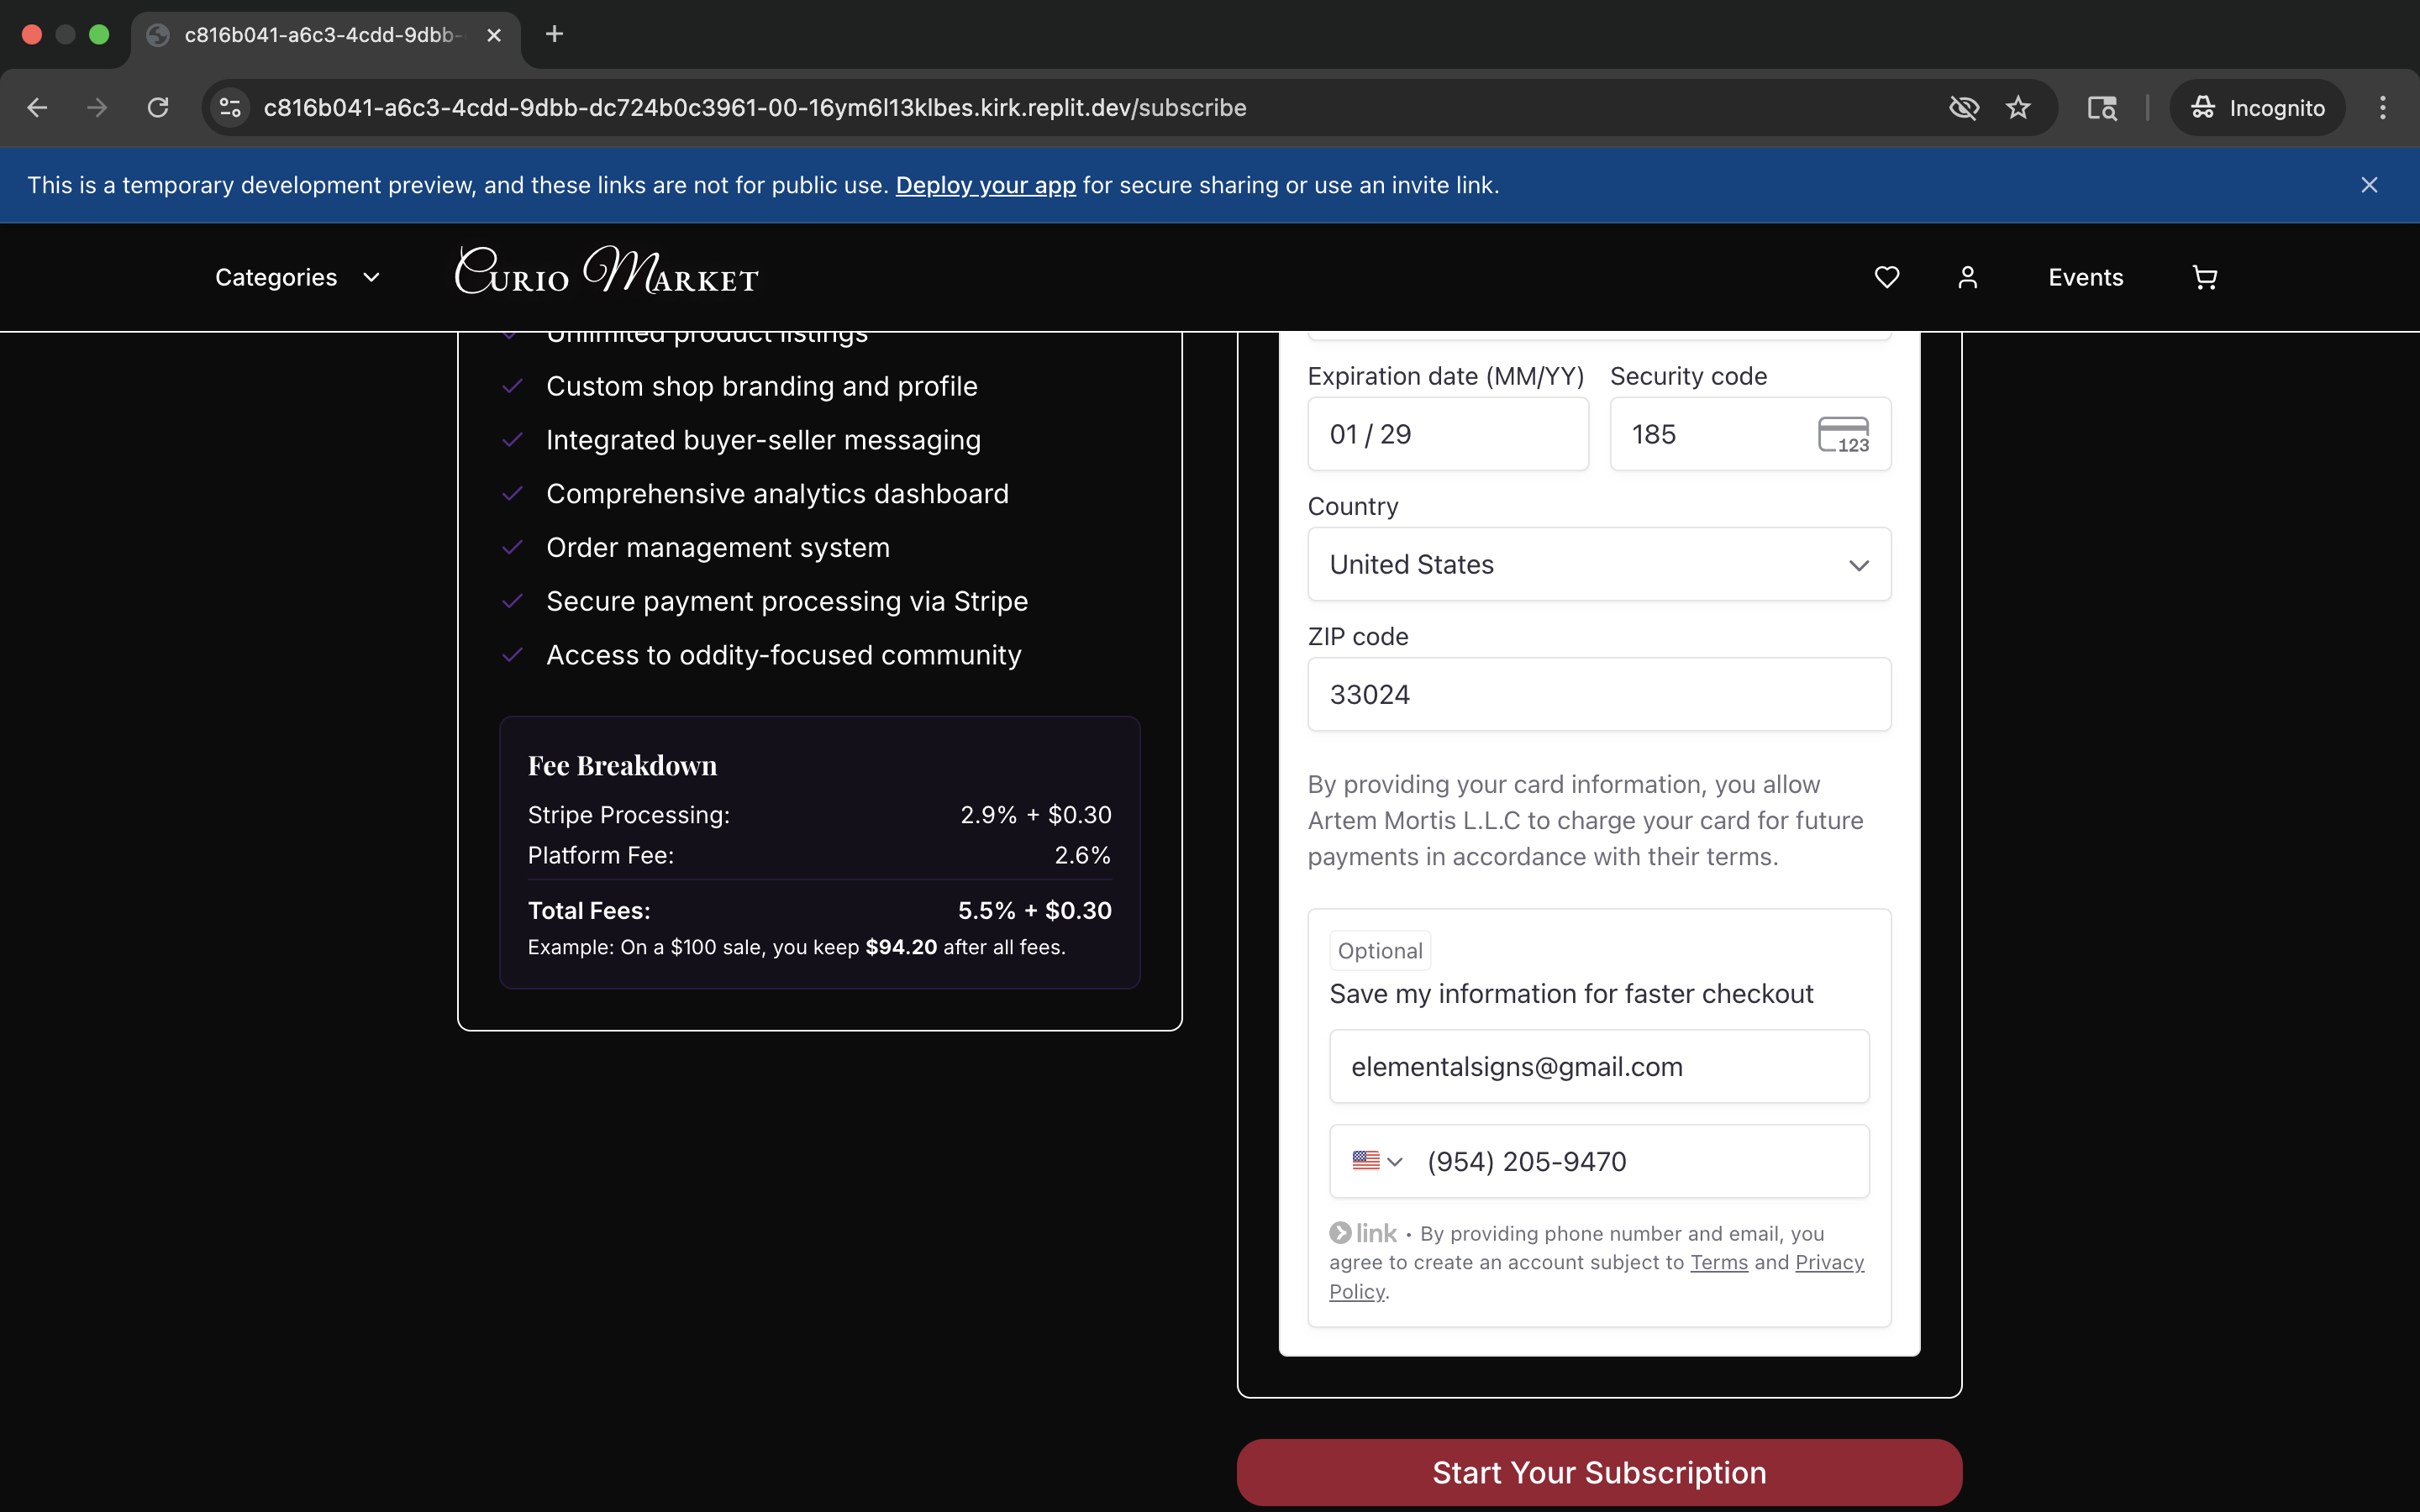 c816b041-a6c3-4cdd-9dbb-
c816b041-a6c3-4cdd-9dbb-dc724b0c3961-00-16ym6l13klbes.kirk.replit.dev/subscribe
Incognito
This is a temporary development preview, and these links are not for public use. Deploy your app for secure sharing or use an invite link.
Categories
Curio Market
Events
Unlimited product listings
Custom shop branding and profile
Integrated buyer-seller messaging
Comprehensive analytics dashboard
Order management system
Secure payment processing via Stripe
Access to oddity-focused community
Fee Breakdown
Stripe Processing: 2.9% + $0.30
Platform Fee: 2.6%
Total Fees: 5.5% + $0.30
Example: On a $100 sale, you keep $94.20 after all fees.
Expiration date (MM/YY) Security code
01 / 29 185
123
Country
United States
ZIP code
33024
By providing your card information, you allow
Artem Mortis L.L.C to charge your card for future
payments in accordance with their terms.
Optional
Save my information for faster checkout
elementalsigns@gmail.com
(954) 205-9470
link • By providing phone number and email, you
agree to create an account subject to Terms and Privacy
Policy.
Start Your Subscription